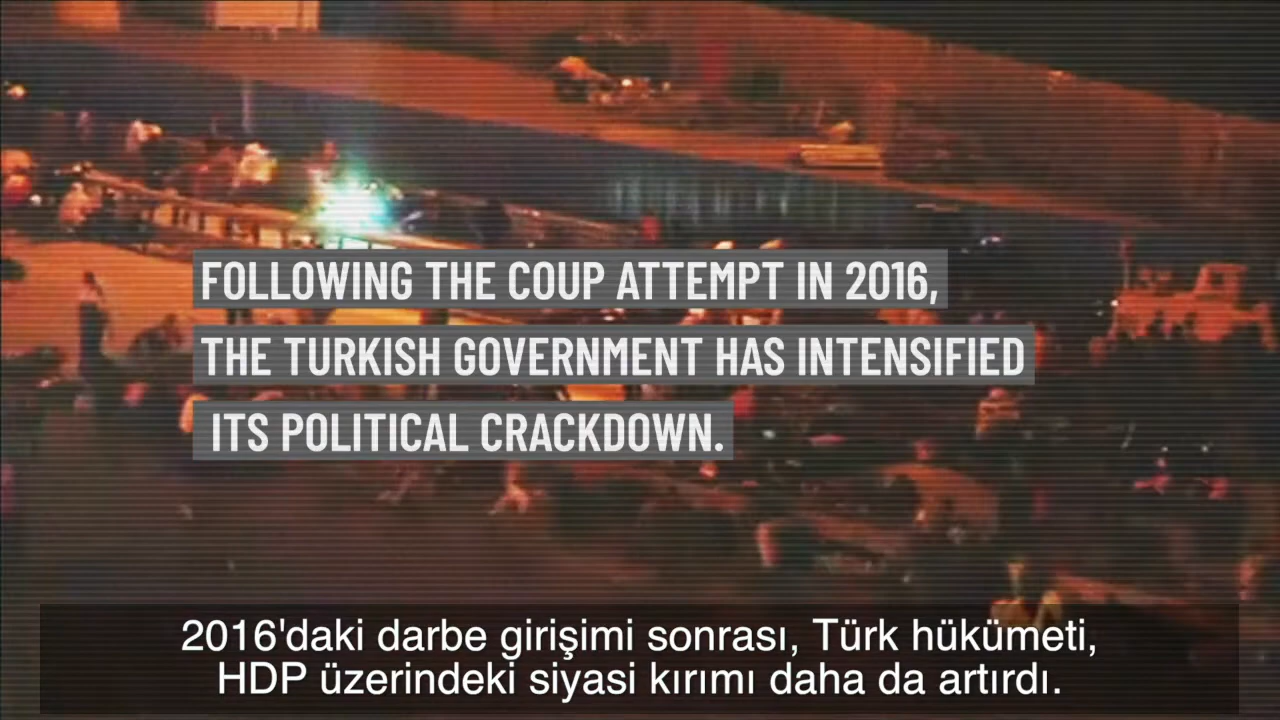 FOLLOWING THE COUP ATTEMPT IN 2016,
THE TURKISH GOVERNMENT HAS INTENSIFIED
ITS POLITICAL CRACKDOWN.
2016'daki darbe girişimi sonrası, Türk hükümeti,
HDP üzerindeki siyasi kırımı daha da artırdı.